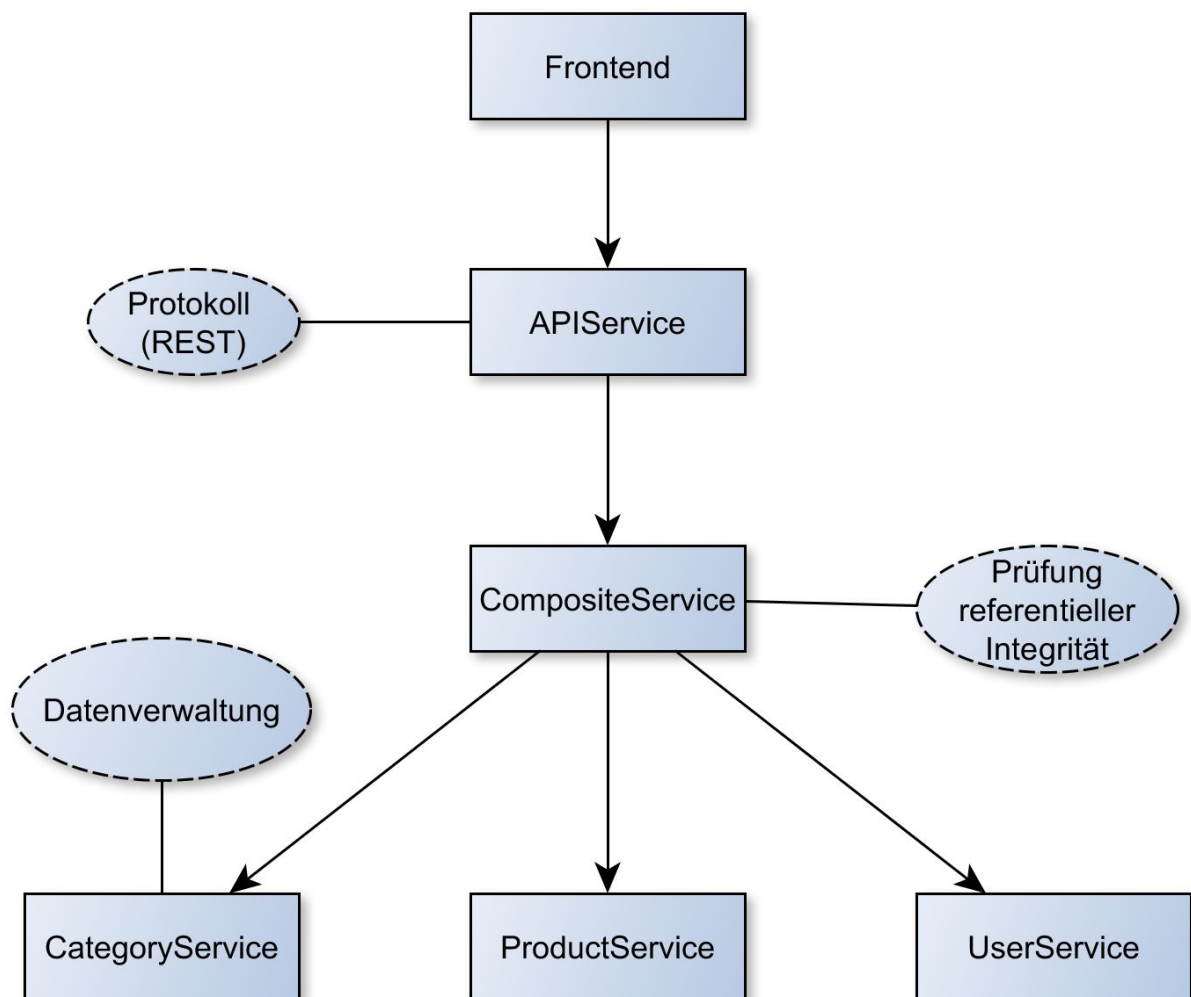 Frontend
Protokoll
(REST)
APIService
CompositeService
Prüfung
referentieller
Integrität
Datenverwaltung
CategoryService
ProductService
UserService